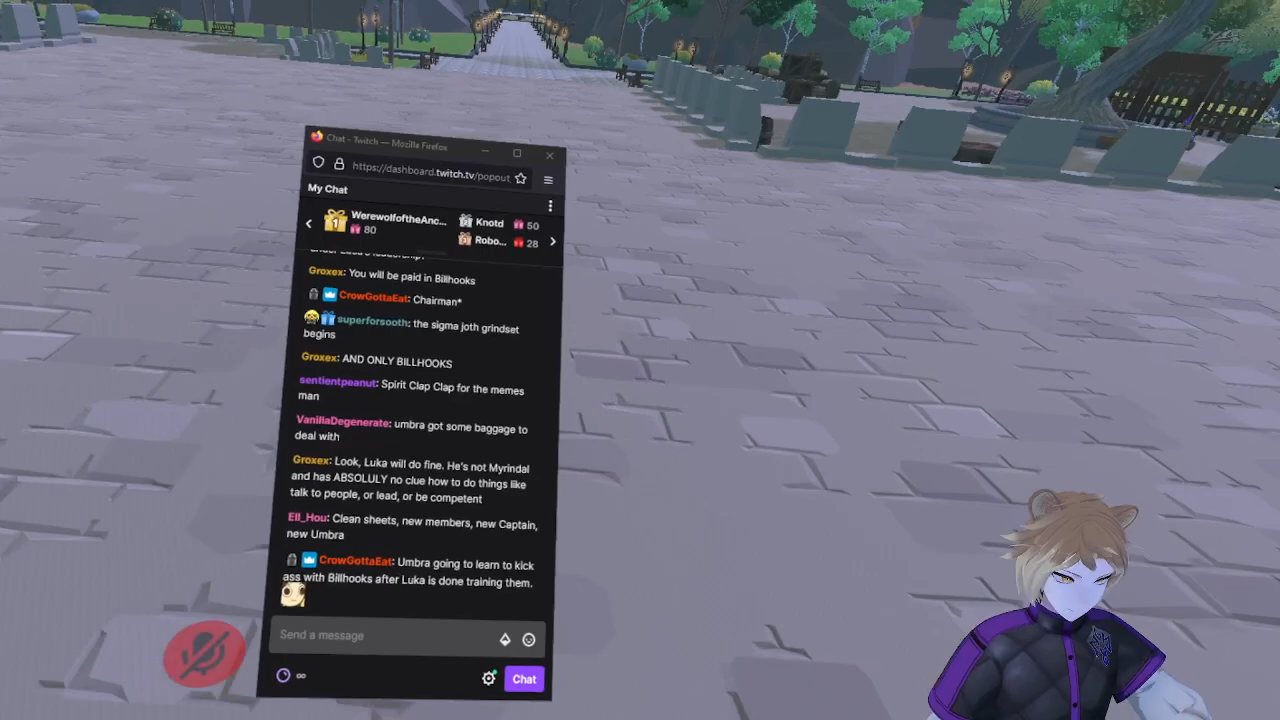 Chat - Twitch — Mozilla Firefox
https://dashboard.twitch.tv/popout
My Chat
1 WerewolfoftheAnc... Knotd 50
80 Robo... 28
Groxex: You will be paid in Billhooks
CrowGottaEat: Chairman*
superforsooth: the sigma joth grindset
begins
Groxex: AND ONLY BILLHOOKS
sentientpeanut: Spirit Clap Clap for the memes
man
VanillaDegenerate: umbra got some baggage to
deal with
Groxex: Look, Luka will do fine. He's not Myrindal
and has ABSOLULY no clue how to do things like
talk to people, or lead, or be competent
Ell_Hou: Clean sheets, new members, new Captain,
new Umbra
CrowGottaEat: Umbra going to learn to kick
ass with Billhooks after Luka is done training them.
Send a message
∞ Chat